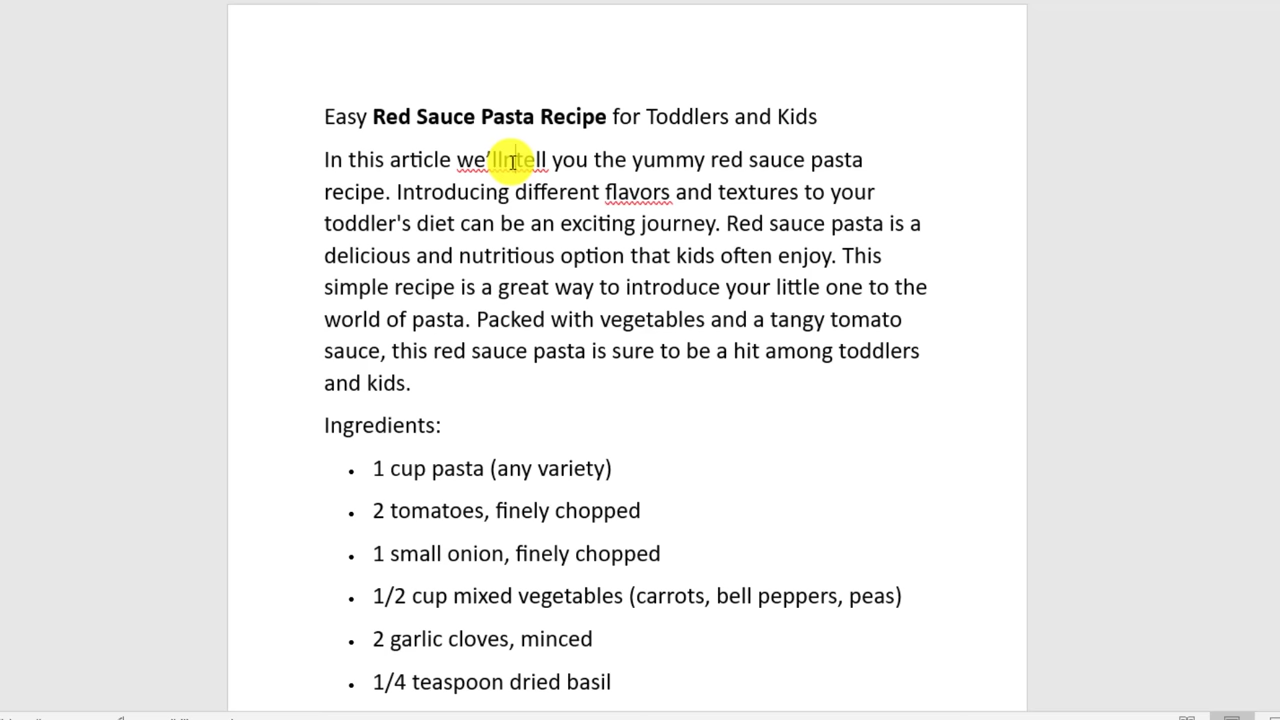 Easy Red Sauce Pasta Recipe for Toddlers and Kids
In this article we'llntell you the yummy red sauce pasta
recipe. Introducing different flavors and textures to your
toddler's diet can be an exciting journey. Red sauce pasta is a
delicious and nutritious option that kids often enjoy. This
simple recipe is a great way to introduce your little one to the
world of pasta. Packed with vegetables and a tangy tomato
sauce, this red sauce pasta is sure to be a hit among toddlers
and kids.
Ingredients:
• 1 cup pasta (any variety)
• 2 tomatoes, finely chopped
• 1 small onion, finely chopped
• 1/2 cup mixed vegetables (carrots, bell peppers, peas)
• 2 garlic cloves, minced
• 1/4 teaspoon dried basil